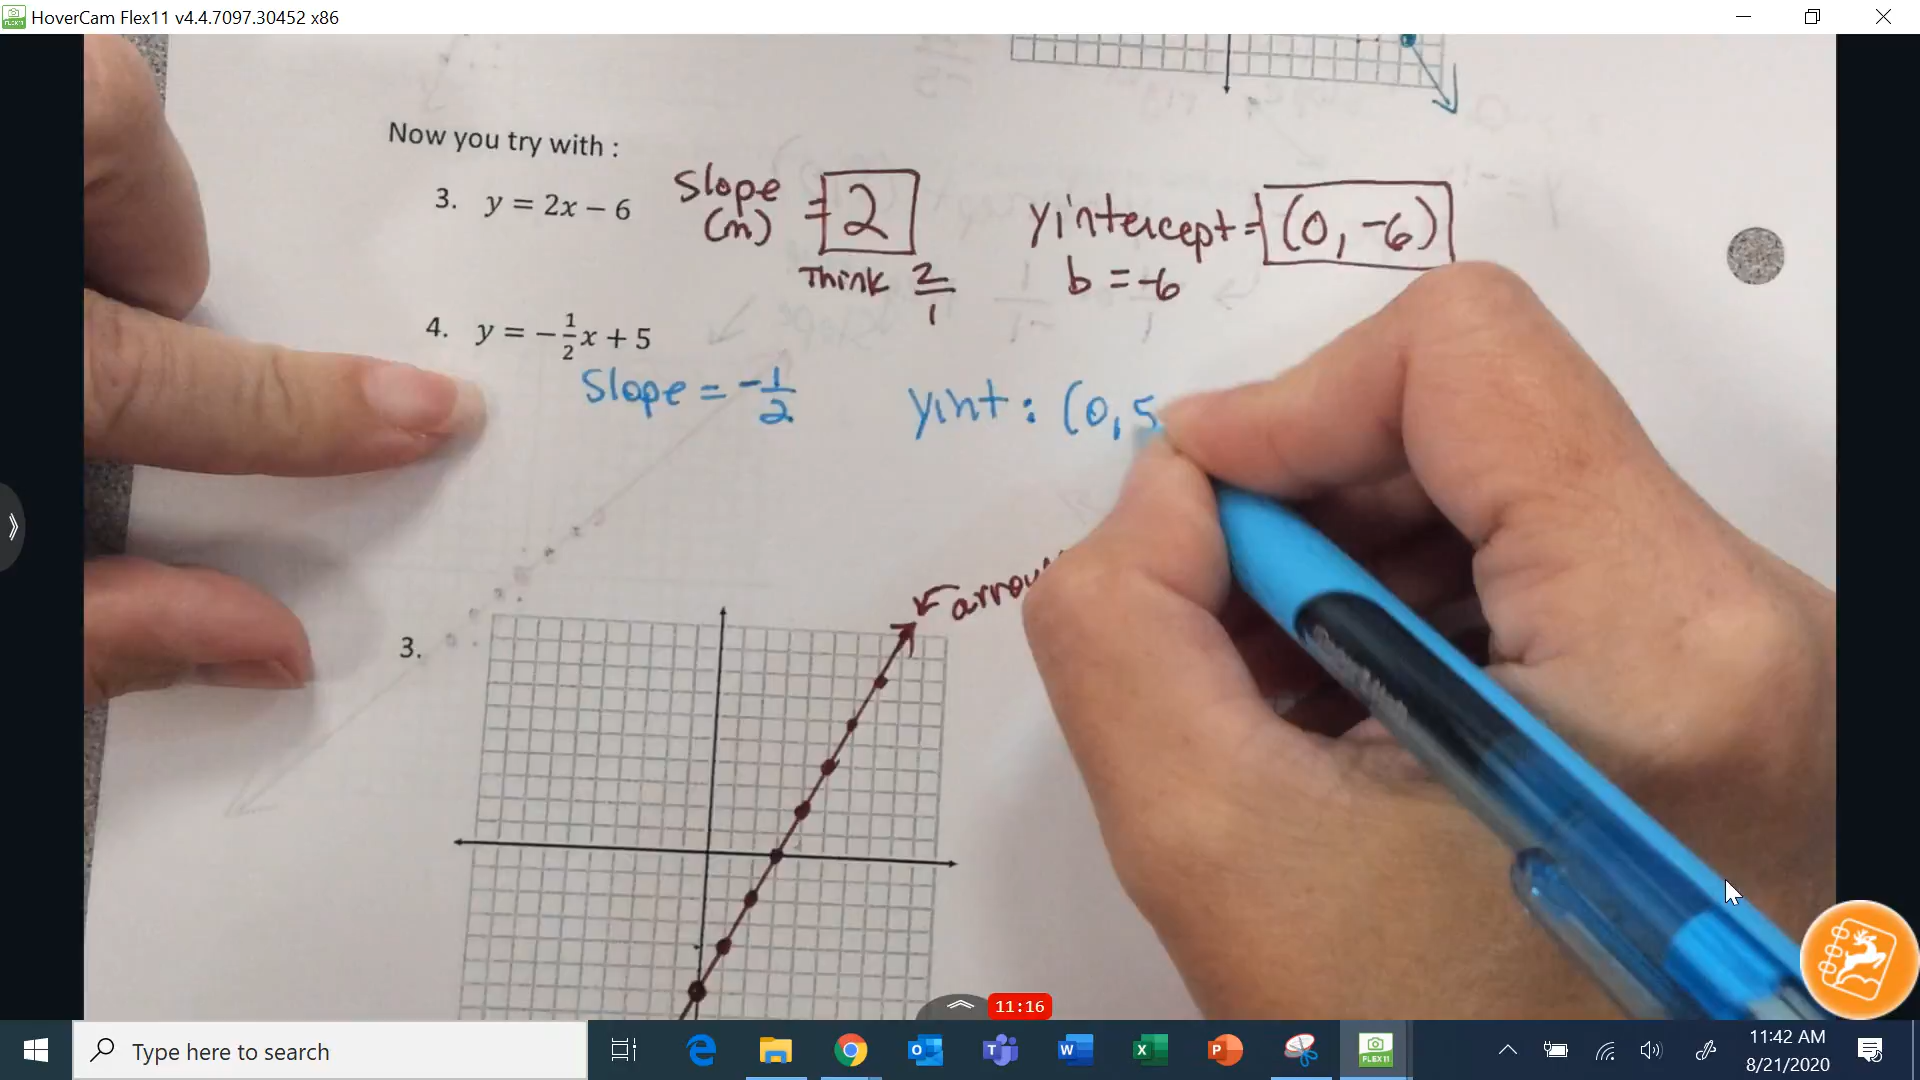 HoverCam Flex11 v4.4.7097.30452 x86
Now you try with :
3. y = 2x − 6
Slope (m) = 2
Think 2/1
yintercept = (0, -6)
b = -6
4. y = −1/2x + 5
Slope = -1/2
yint : (0, 5
3.
FLEX11
11:16
Type here to search
11:42 AM
8/21/2020